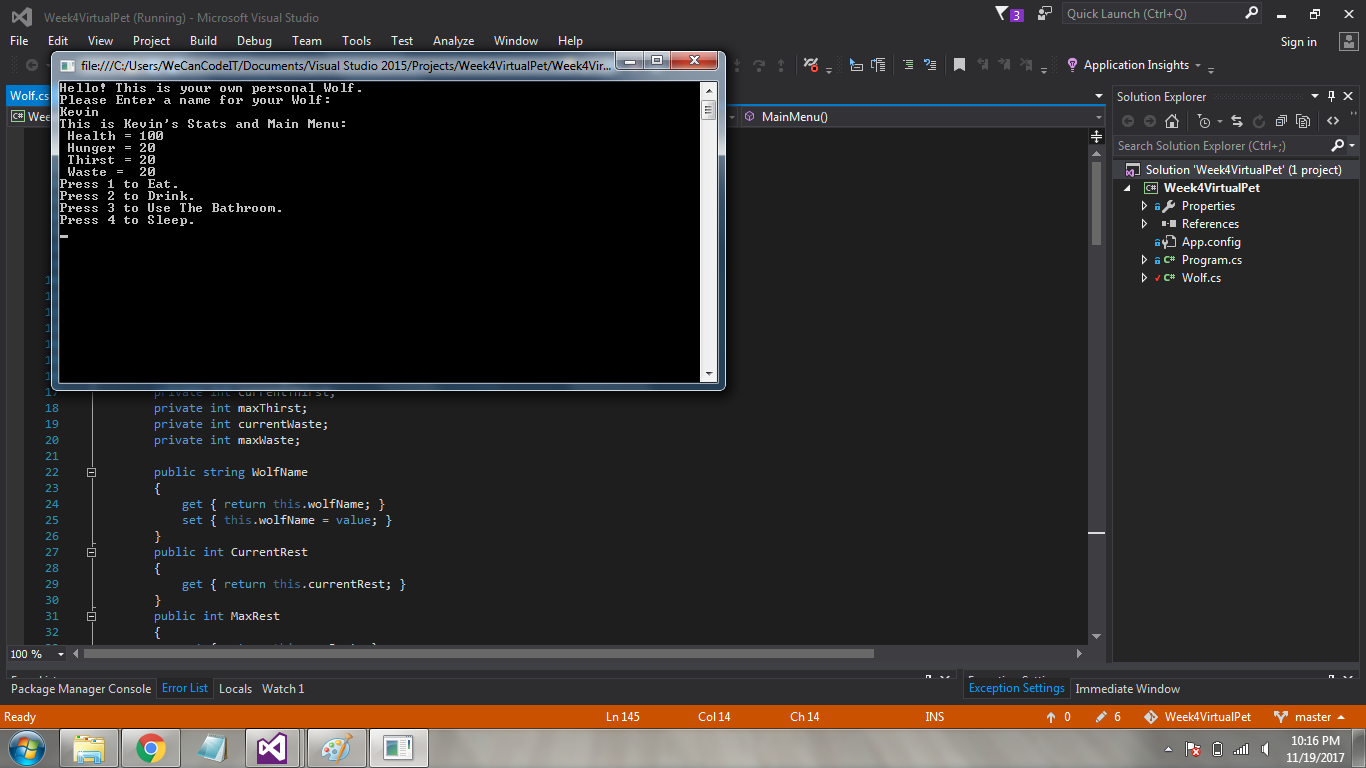 Week4VirtualPet (Running) - Microsoft Visual Studio
3
Quick Launch (Ctrl+Q)
File Edit View Project Build Debug Team Tools Test Analyze Window Help
Sign in
Application Insights
file:///C:/Users/WeCanCodeIT/Documents/Visual Studio 2015/Projects/Week4VirtualPet/Week4Vir...
Hello! This is your own personal Wolf.
Please Enter a name for your Wolf:
Kevin
This is Kevin's Stats and Main Menu:
Health = 100
Hunger = 20
Thirst = 20
Waste =  20
Press 1 to Eat.
Press 2 to Drink.
Press 3 to Use The Bathroom.
Press 4 to Sleep.
Wolf.cs
C# Wee
MainMenu()
17 private int currentThirst;
18 private int maxThirst;
19 private int currentWaste;
20 private int maxWaste;
21
22 public string WolfName
23 {
24 get { return this.wolfName; }
25 set { this.wolfName = value; }
26 }
27 public int CurrentRest
28 {
29 get { return this.currentRest; }
30 }
31 public int MaxRest
32 {
100 %
Solution Explorer
Search Solution Explorer (Ctrl+;)
Solution 'Week4VirtualPet' (1 project)
C# Week4VirtualPet
Properties
References
App.config
C# Program.cs
C# Wolf.cs
Package Manager Console Error List Locals Watch 1
Exception Settings Immediate Window
Ready Ln 145 Col 14 Ch 14 INS 0 6 Week4VirtualPet master
10:16 PM
11/19/2017